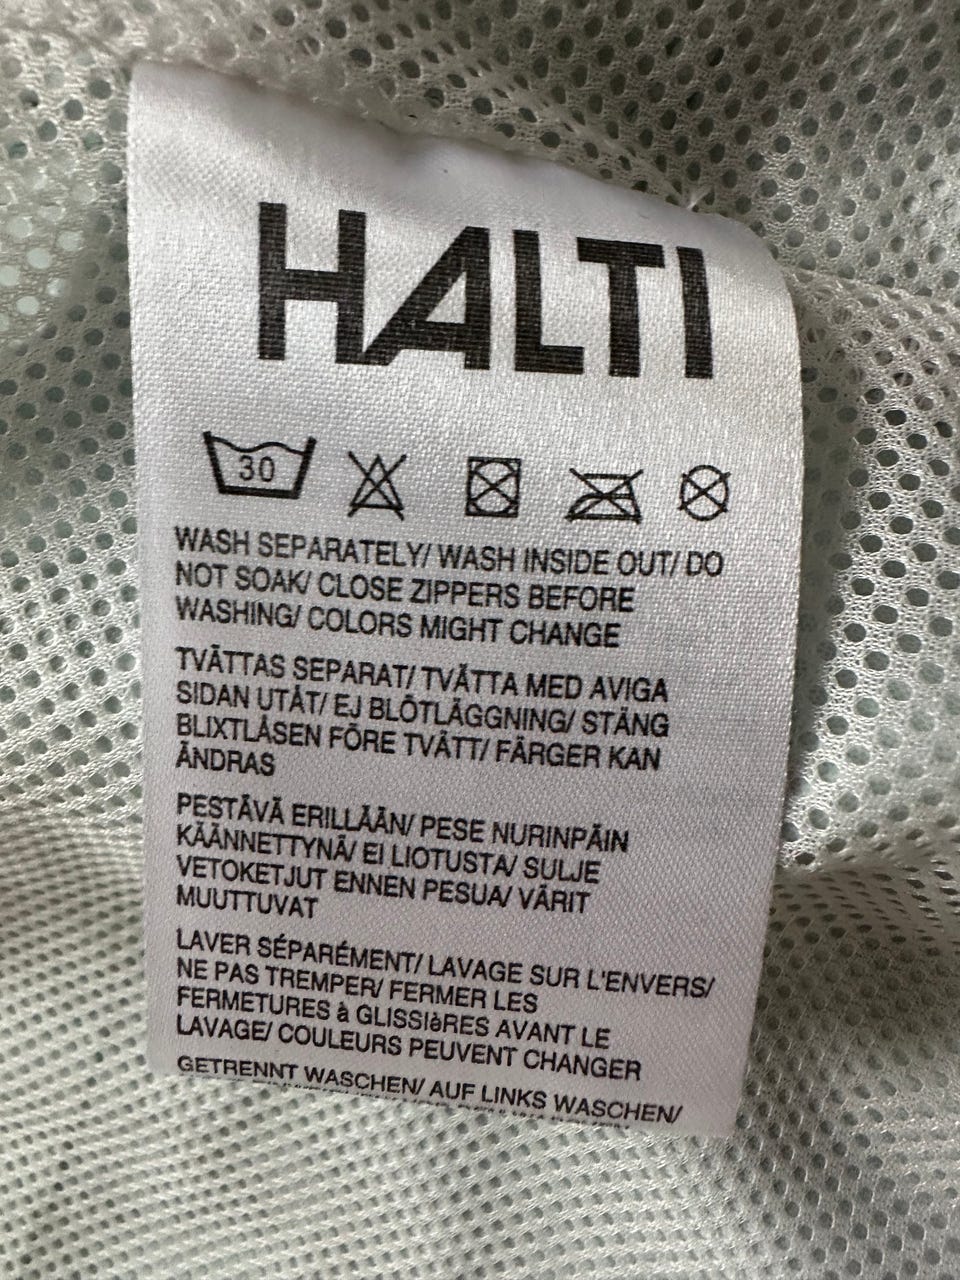 HALTI
30
WASH SEPARATELY/ WASH INSIDE OUT/ DO
NOT SOAK/ CLOSE ZIPPERS BEFORE
WASHING/ COLORS MIGHT CHANGE
TVÄTTAS SEPARAT/ TVÄTTA MED AVIGA
SIDAN UTÅT/ EJ BLÖTLÄGGNING/ STÄNG
BLIXTLÅSEN FÖRE TVÄTT/ FÄRGER KAN
ÄNDRAS
PESTÄVÄ ERILLÄÄN/ PESE NURINPÄIN
KÄÄNNETTYNÄ/ EI LIOTUSTA/ SULJE
VETOKETJUT ENNEN PESUA/ VÄRIT
MUUTTUVAT
LAVER SÉPARÉMENT/ LAVAGE SUR L'ENVERS/
NE PAS TREMPER/ FERMER LES
FERMETURES à GLISSIèRES AVANT LE
LAVAGE/ COULEURS PEUVENT CHANGER
GETRENNT WASCHEN/ AUF LINKS WASCHEN/